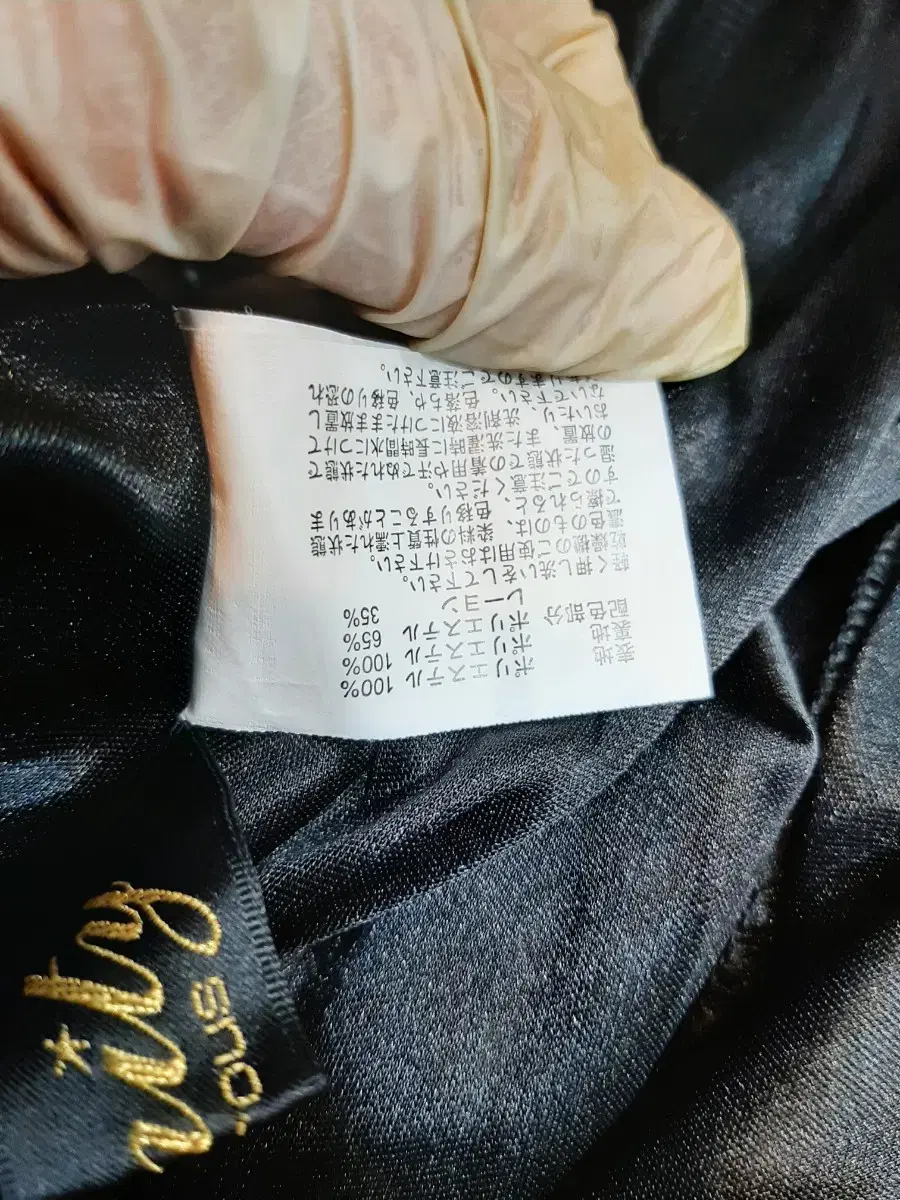 表地 ポリエステル 100%
裏地 ポリエステル 100%
配色部分 ポリエステル 65%
レーヨン 35%
軽く押し洗いをして下さい。
乾燥機のご使用はおさけ下さい。
濃色のものは、染料の性質上濡れた状態
で擦られると、色移りすることがありま
すのでご注意ください。
湿った状態での着用や汗でぬれた状態で
の放置、また洗濯時に長時間水につけて
おいたり、洗剤溶液につけたまま放置し
ないで下さい。色落ちや、色移りの恐れ
ありますのでご注意下さい。